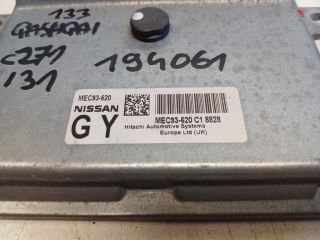 133
QASHQAI
C271
131
194061
MEC93-620
NISSAN
G Y
MEC93-620 C1 8828
Hitachi Automotive Systems
Europe Ltd (UK)